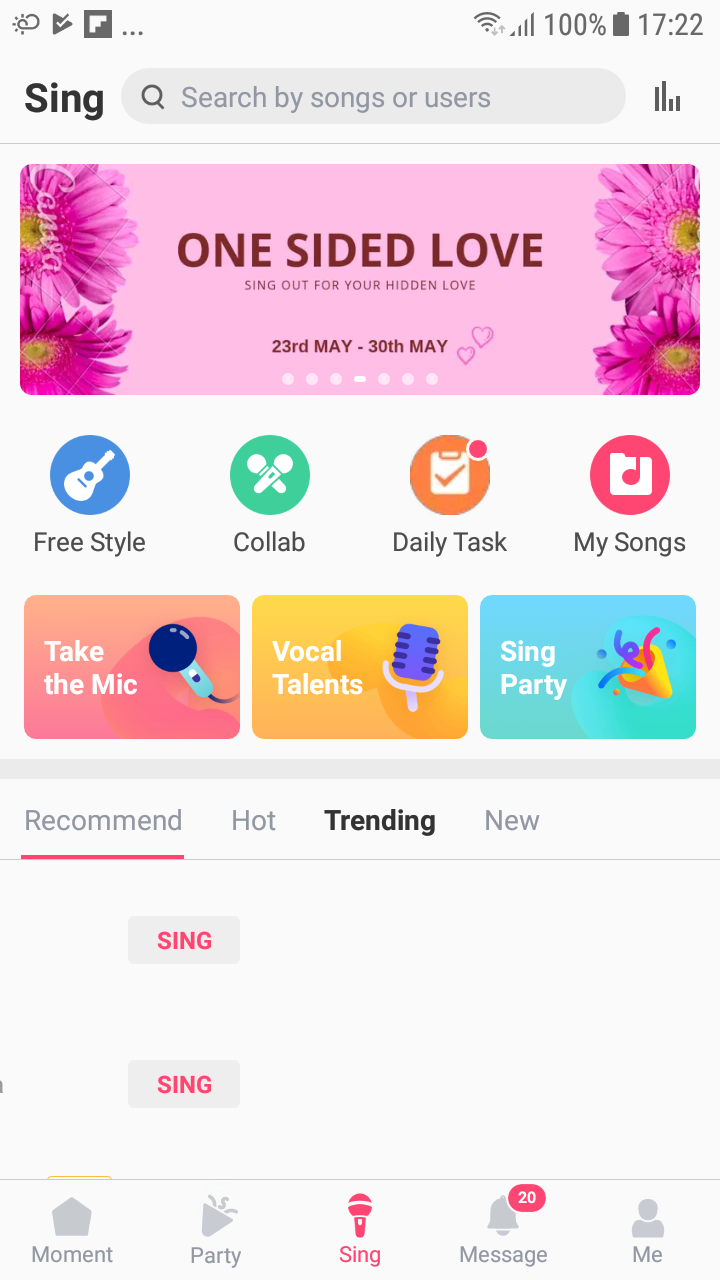 ... 100% 17:22
Sing
Search by songs or users
Canva
ONE SIDED LOVE
SING OUT FOR YOUR HIDDEN LOVE
23rd MAY - 30th MAY
Free Style
Collab
Daily Task
My Songs
Take
the Mic
Vocal
Talents
Sing
Party
Recommend
Hot
Trending
New
SING
SING
20
Moment
Party
Sing
Message
Me